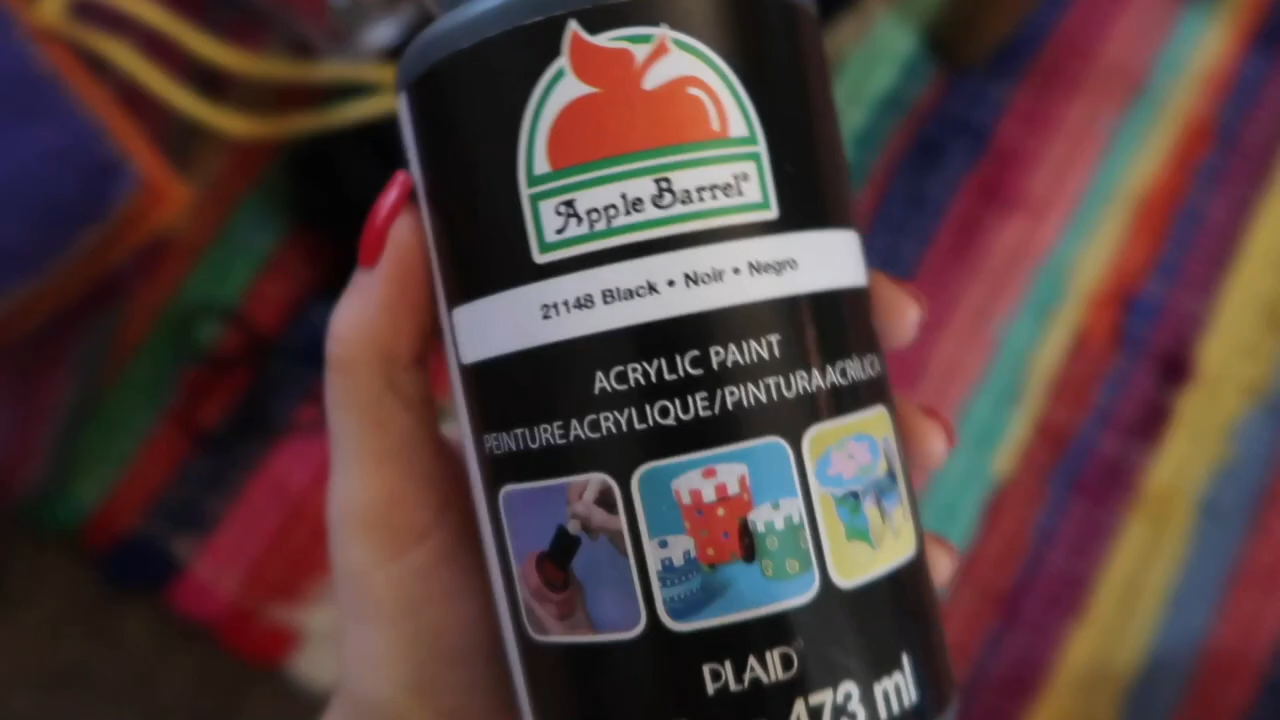 Apple Barrel®
21148 Black • Noir • Negro
ACRYLIC PAINT
PEINTURE ACRYLIQUE/PINTURA ACRÍLICA
PLAID
473 ml